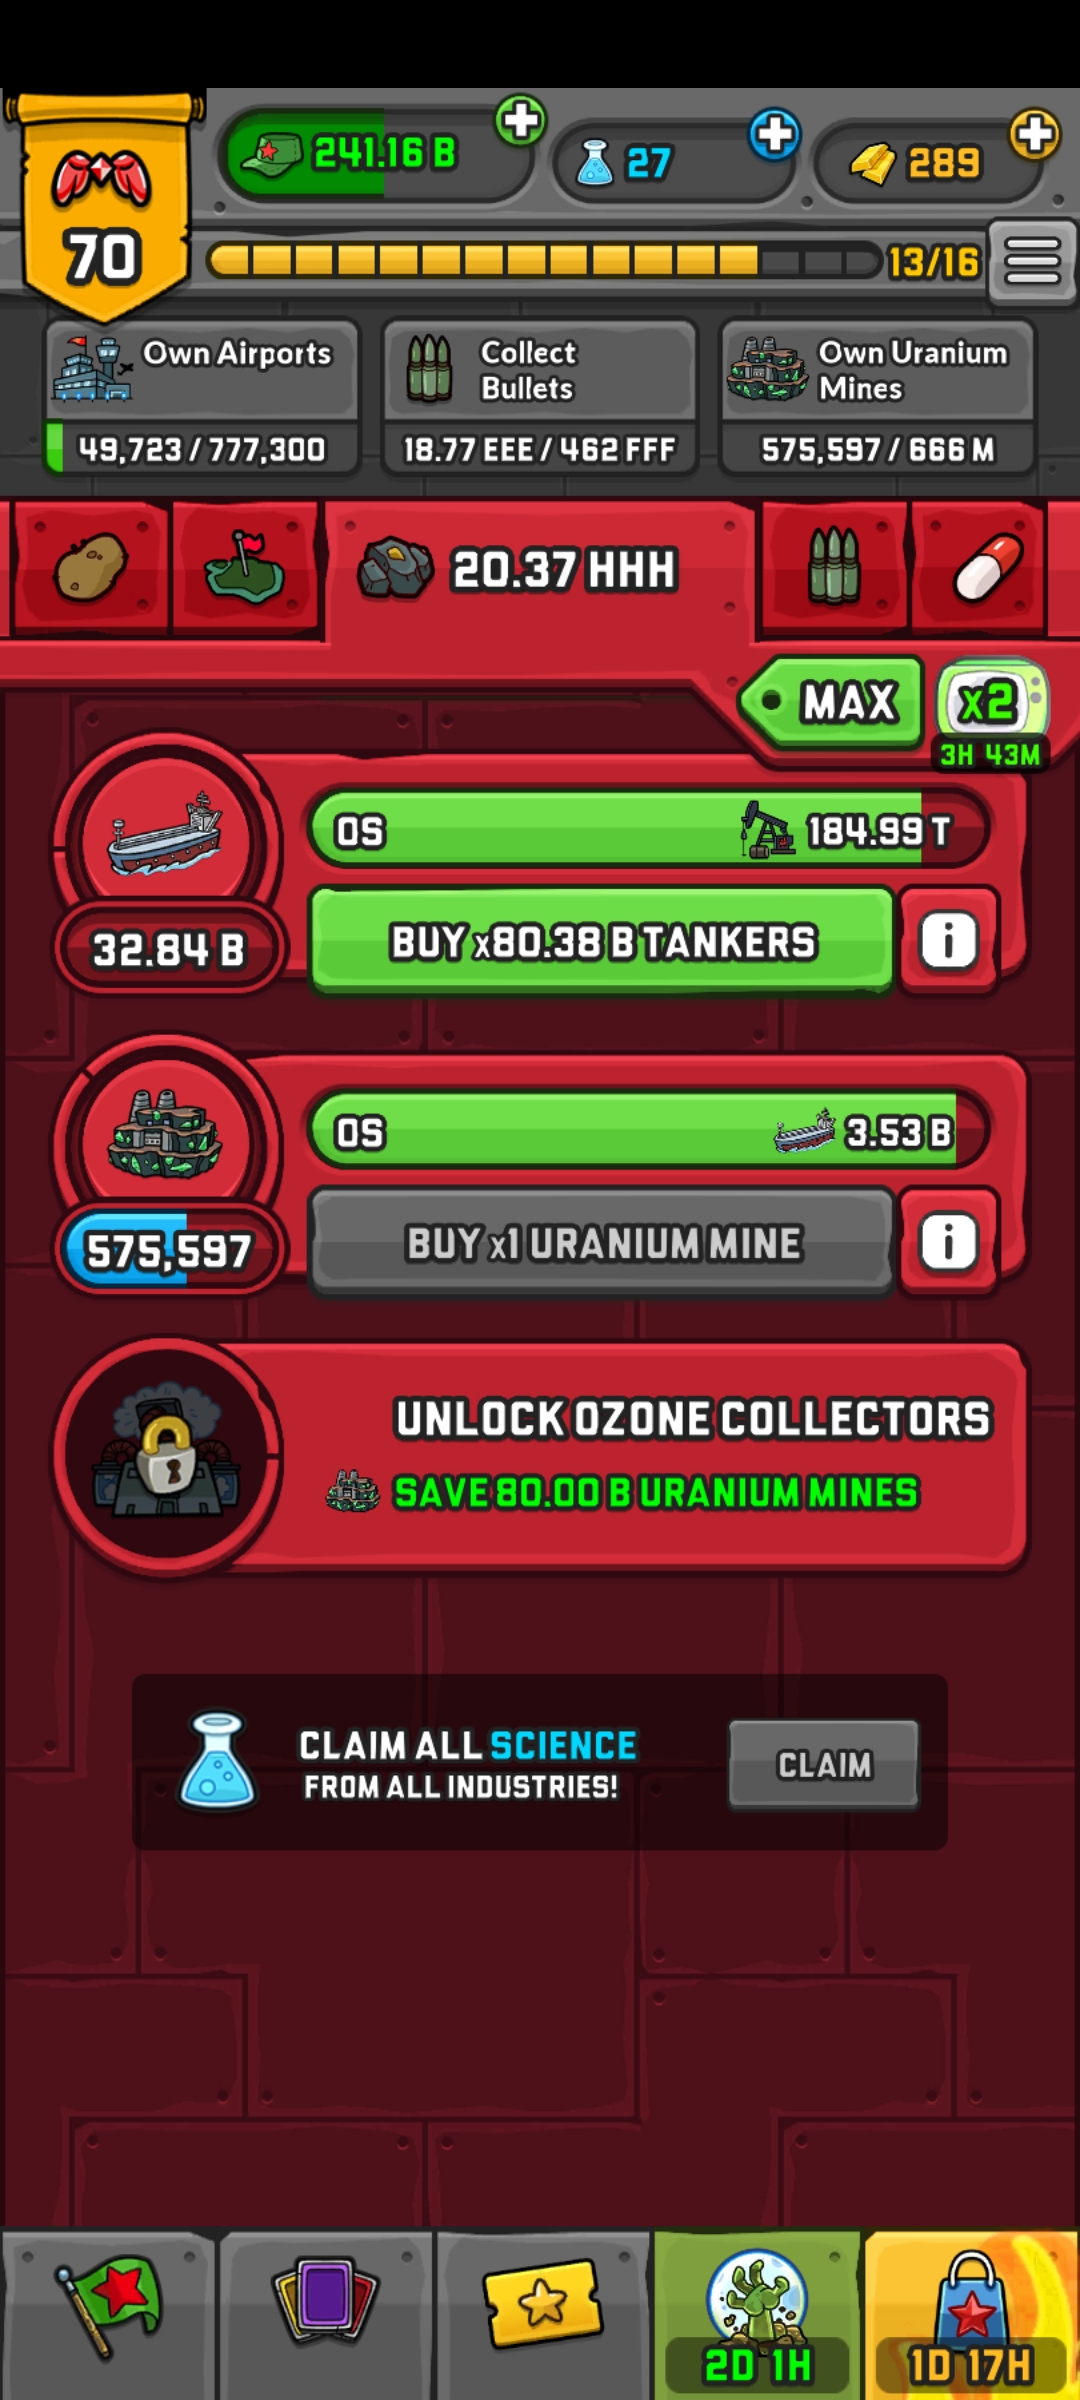 241.16 B
27
289
70
13/16
Own Airports
49,723 / 777,300
Collect
Bullets
18.77 EEE / 462 FFF
Own Uranium
Mines
575,597 / 666 M
20.37 HHH
MAX
x2
3H 43M
0S
184.99 T
32.84 B
BUY x80.38 B TANKERS
i
0S
3.53 B
575,597
BUY x1 URANIUM MINE
i
UNLOCK OZONE COLLECTORS
SAVE 80.00 B URANIUM MINES
CLAIM ALL SCIENCE
FROM ALL INDUSTRIES!
CLAIM
2D 1H
1D 17H